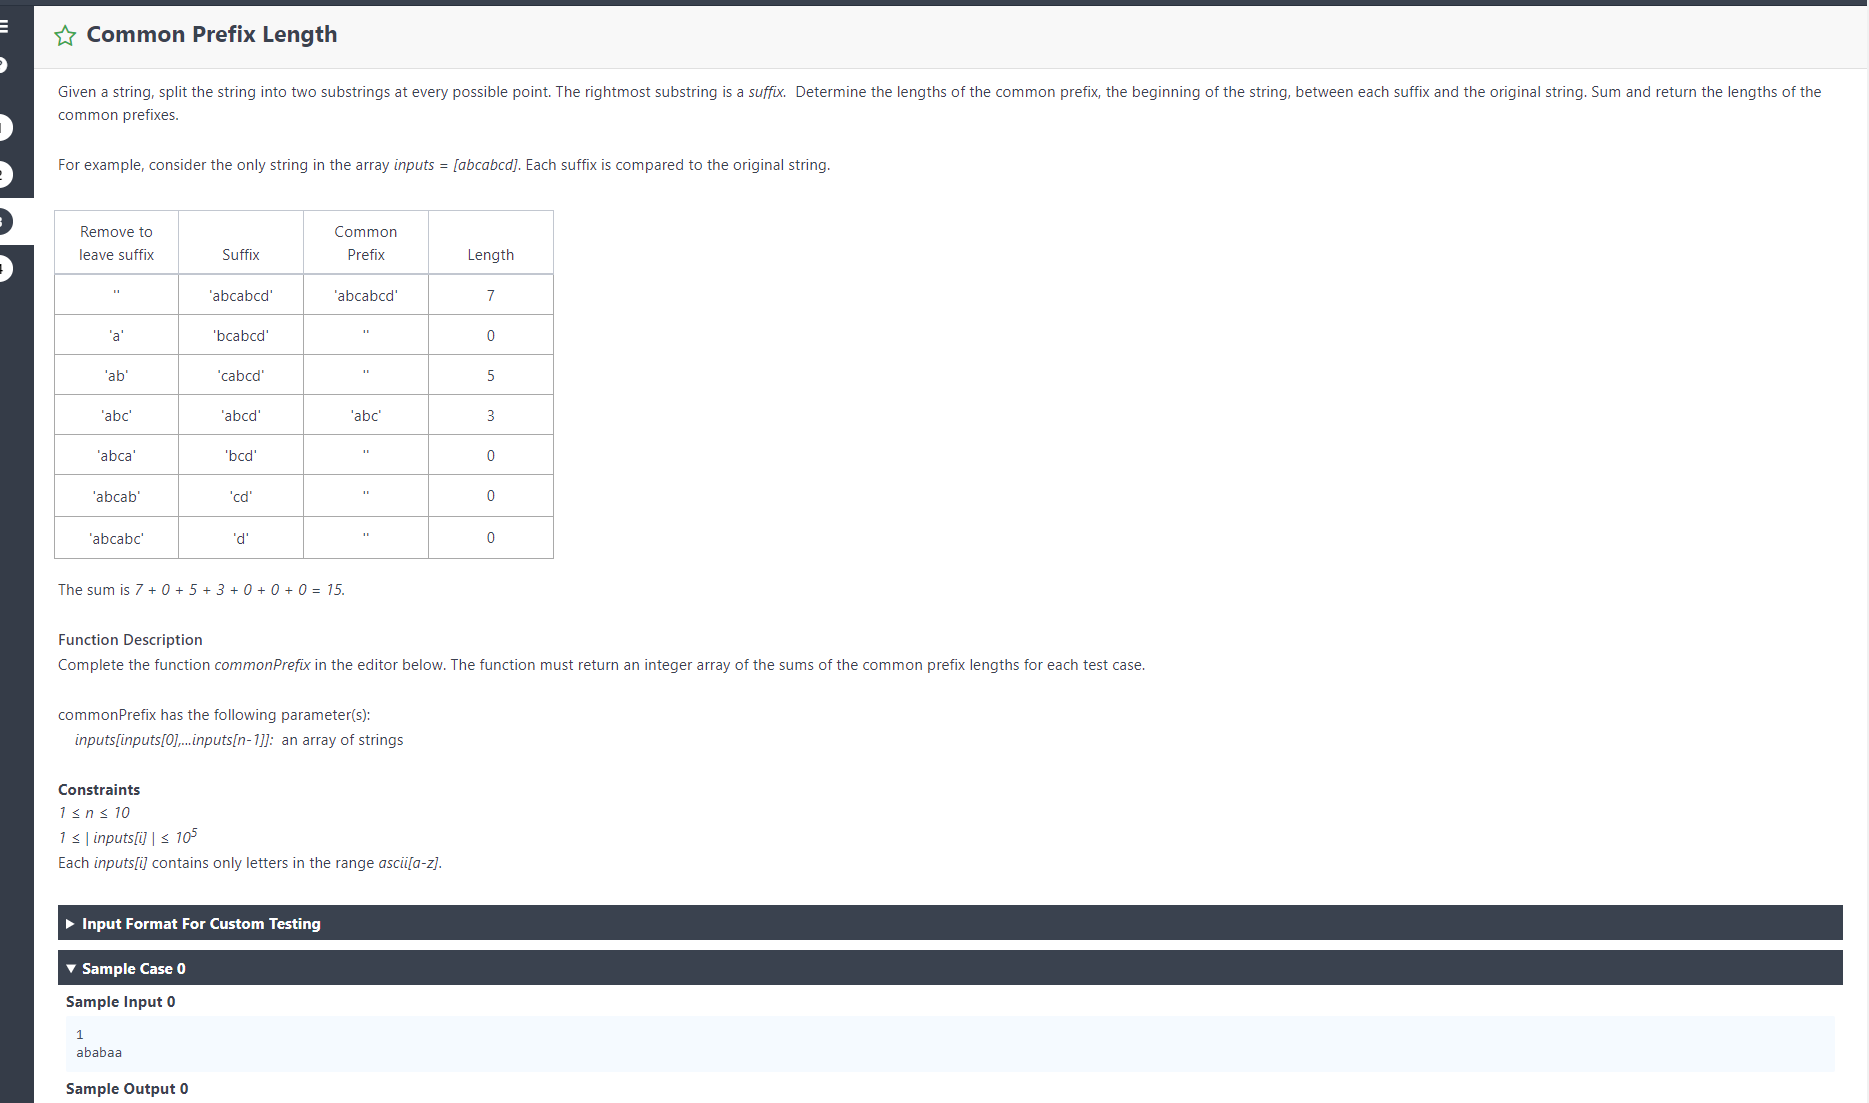 Common Prefix Length
Given a string, split the string into two substrings at every possible point. The rightmost substring is a suffix.  Determine the lengths of the common prefix, the beginning of the string, between each suffix and the original string. Sum and return the lengths of the
common prefixes.
For example, consider the only string in the array inputs = [abcabcd]. Each suffix is compared to the original string.
Remove to leave suffix Suffix Common Prefix Length
'' 'abcabcd' 'abcabcd' 7
'a' 'bcabcd' '' 0
'ab' 'cabcd' '' 5
'abc' 'abcd' 'abc' 3
'abca' 'bcd' '' 0
'abcab' 'cd' '' 0
'abcabc' 'd' '' 0
The sum is 7 + 0 + 5 + 3 + 0 + 0 + 0 = 15.
Function Description
Complete the function commonPrefix in the editor below. The function must return an integer array of the sums of the common prefix lengths for each test case.
commonPrefix has the following parameter(s):
inputs[inputs[0],...inputs[n-1]]:  an array of strings
Constraints
1 ≤ n ≤ 10
1 ≤ | inputs[i] | ≤ 10⁵
Each inputs[i] contains only letters in the range ascii[a-z].
Input Format For Custom Testing
Sample Case 0
Sample Input 0
1
ababaa
Sample Output 0